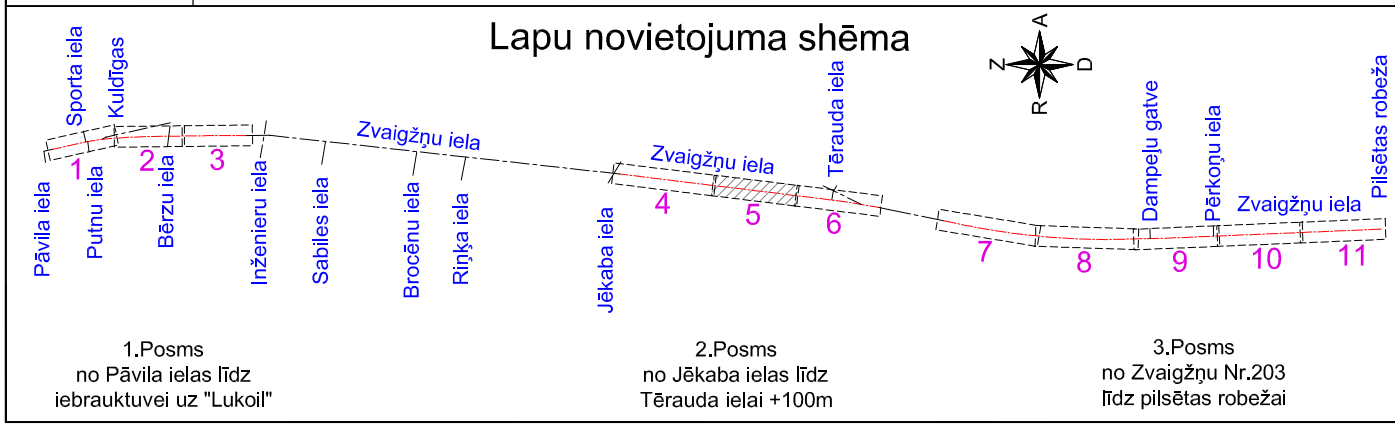 Lapu novietojuma shēma
A
Z
D
R
Sporta iela
Kuldīgas
Zvaigžņu iela
Zvaigžņu iela
Tērauda iela
Dampeļu gatve
Pērkoņu iela
Zvaigžņu iela
Pilsētas robeža
1
2
3
4
5
6
7
8
9
10
11
Pāvila iela
Putnu iela
Bērzu iela
Inženieru iela
Sabiles iela
Brocēnu iela
Riņķa iela
Jēkaba iela
1.Posms
no Pāvila ielas līdz
iebrauktuvei uz "Lukoil"
2.Posms
no Jēkaba ielas līdz
Tērauda ielai +100m
3.Posms
no Zvaigžņu Nr.203
līdz pilsētas robežai